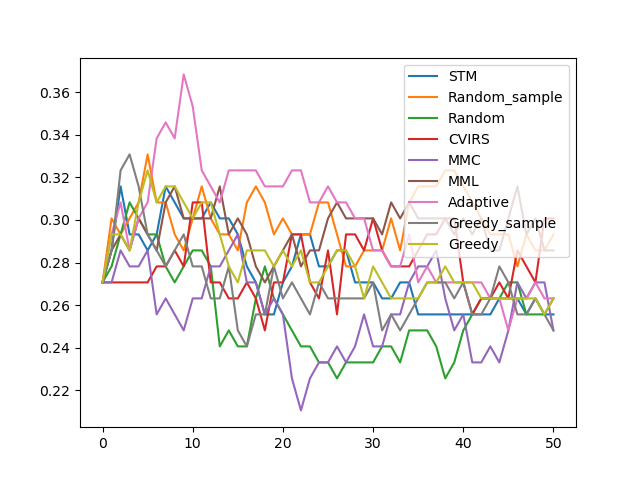 0.36
0.34
0.32
0.30
0.28
0.26
0.24
0.22
0
10
20
30
40
50
STM
Random_sample
Random
CVIRS
MMC
MML
Adaptive
Greedy_sample
Greedy